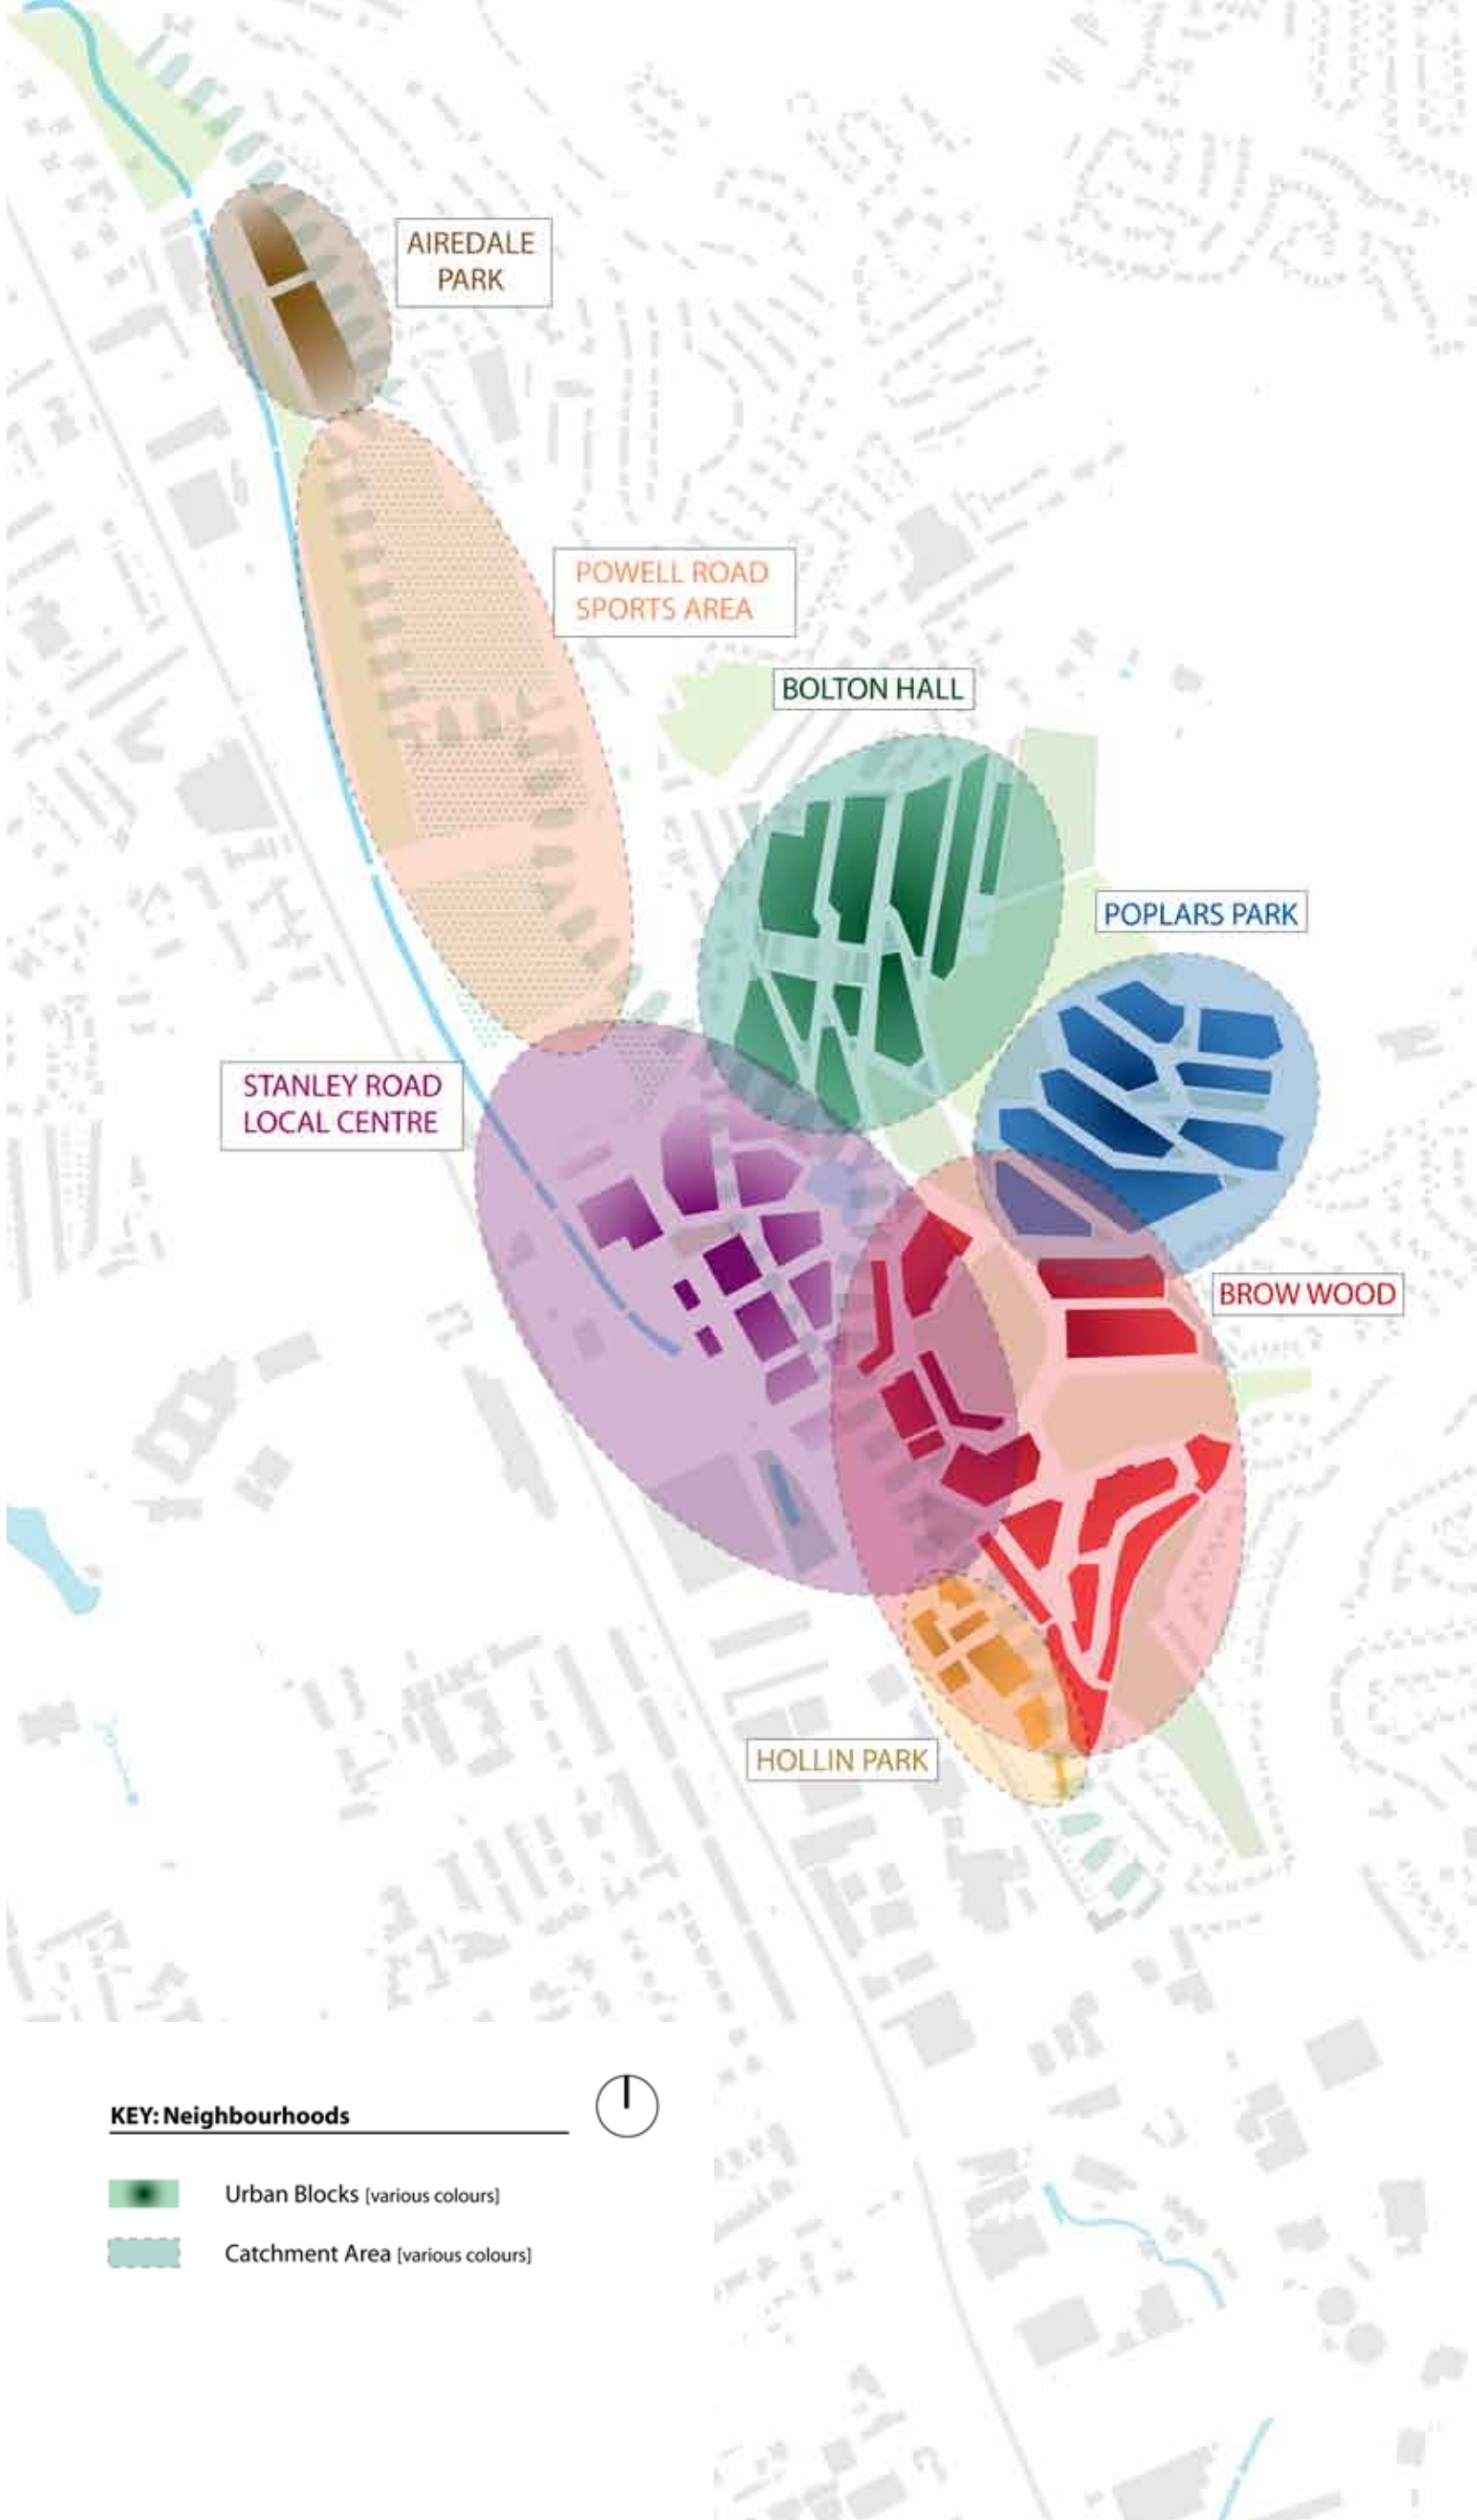 AIREDALE
PARK
POWELL ROAD
SPORTS AREA
BOLTON HALL
POPLARS PARK
STANLEY ROAD
LOCAL CENTRE
BROW WOOD
HOLLIN PARK
KEY: Neighbourhoods
Urban Blocks [various colours]
Catchment Area [various colours]